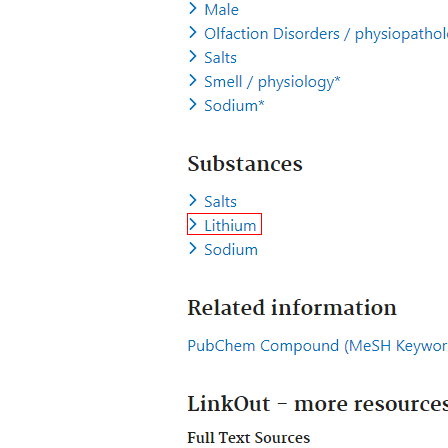 Male
Olfaction Disorders / physiopathol
Salts
Smell / physiology*
Sodium*
Substances
Salts
Lithium
Sodium
Related information
PubChem Compound (MeSH Keywor
LinkOut - more resources
Full Text Sources